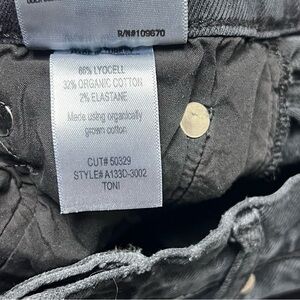 R/N#109670
66% LYOCELL
32% ORGANIC COTTON
2% ELASTANE
Made using organically
grown cotton
CUT# 50329
STYLE# A133D-3002
TONI